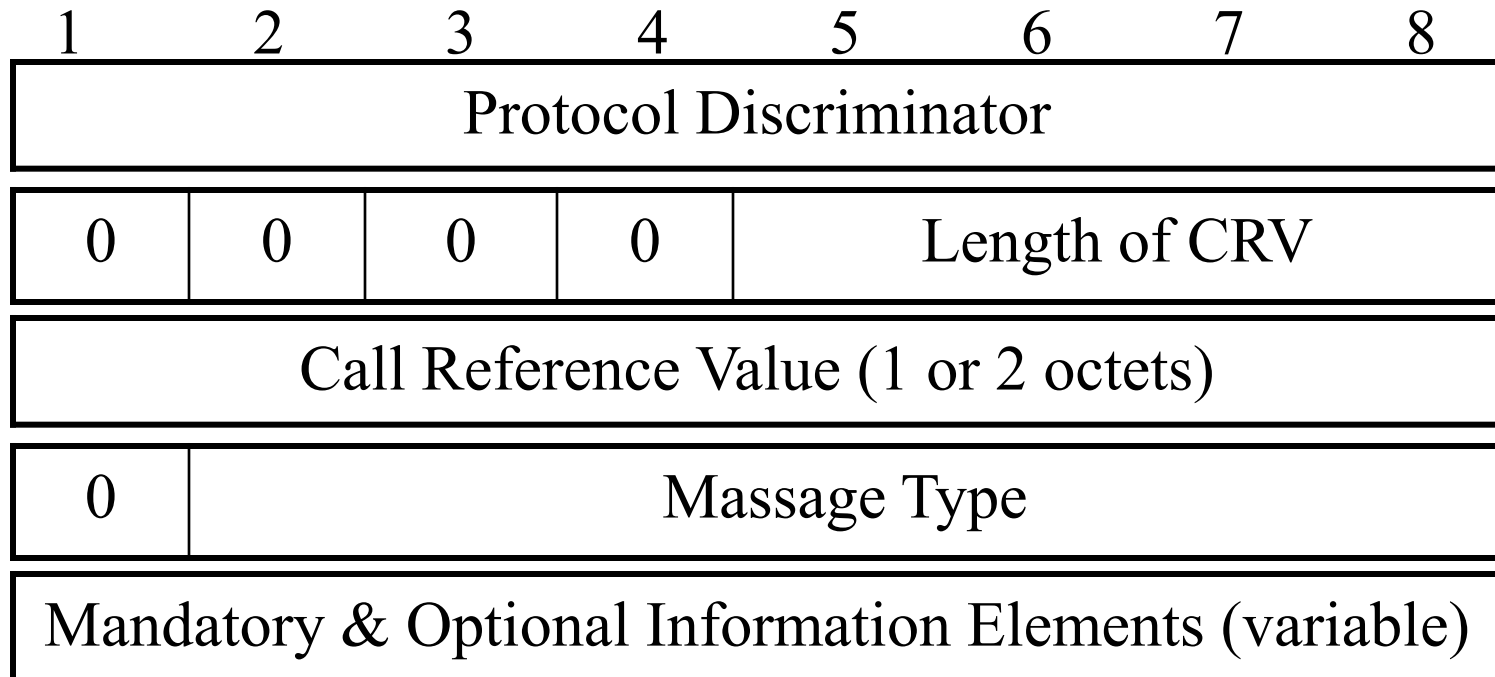 1 2 3 4 5 6 7 8
Protocol Discriminator
0 0 0 0 Length of CRV
Call Reference Value (1 or 2 octets)
0 Massage Type
Mandatory & Optional Information Elements (variable)